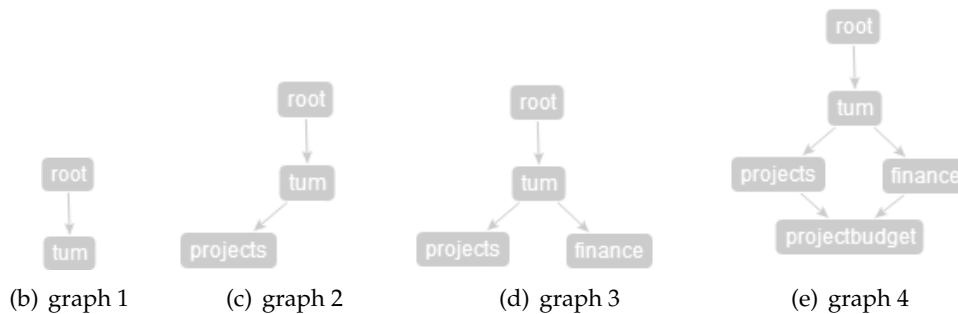 root
tum
(b) graph 1
root
tum
projects
(c) graph 2
root
tum
projects finance
(d) graph 3
root
tum
projects finance
projectbudget
(e) graph 4